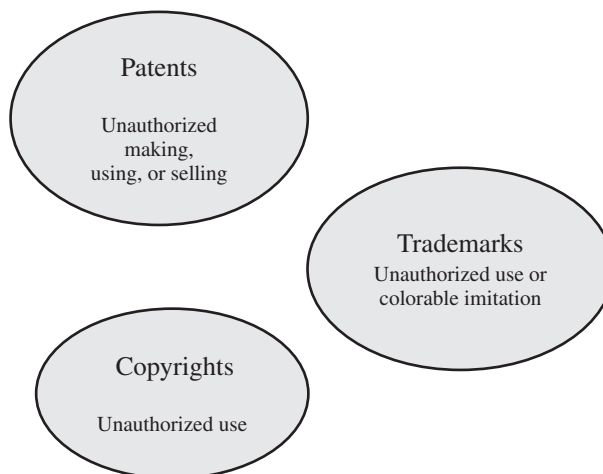 Patents
Unauthorized
making,
using, or selling
Trademarks
Unauthorized use or
colorable imitation
Copyrights
Unauthorized use